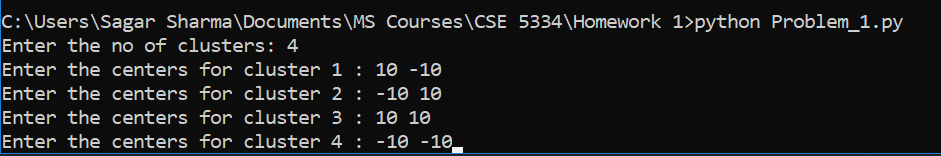 C:\Users\Sagar Sharma\Documents\MS Courses\CSE 5334\Homework 1>python Problem_1.py
Enter the no of clusters: 4
Enter the centers for cluster 1 : 10 -10
Enter the centers for cluster 2 : -10 10
Enter the centers for cluster 3 : 10 10
Enter the centers for cluster 4 : -10 -10